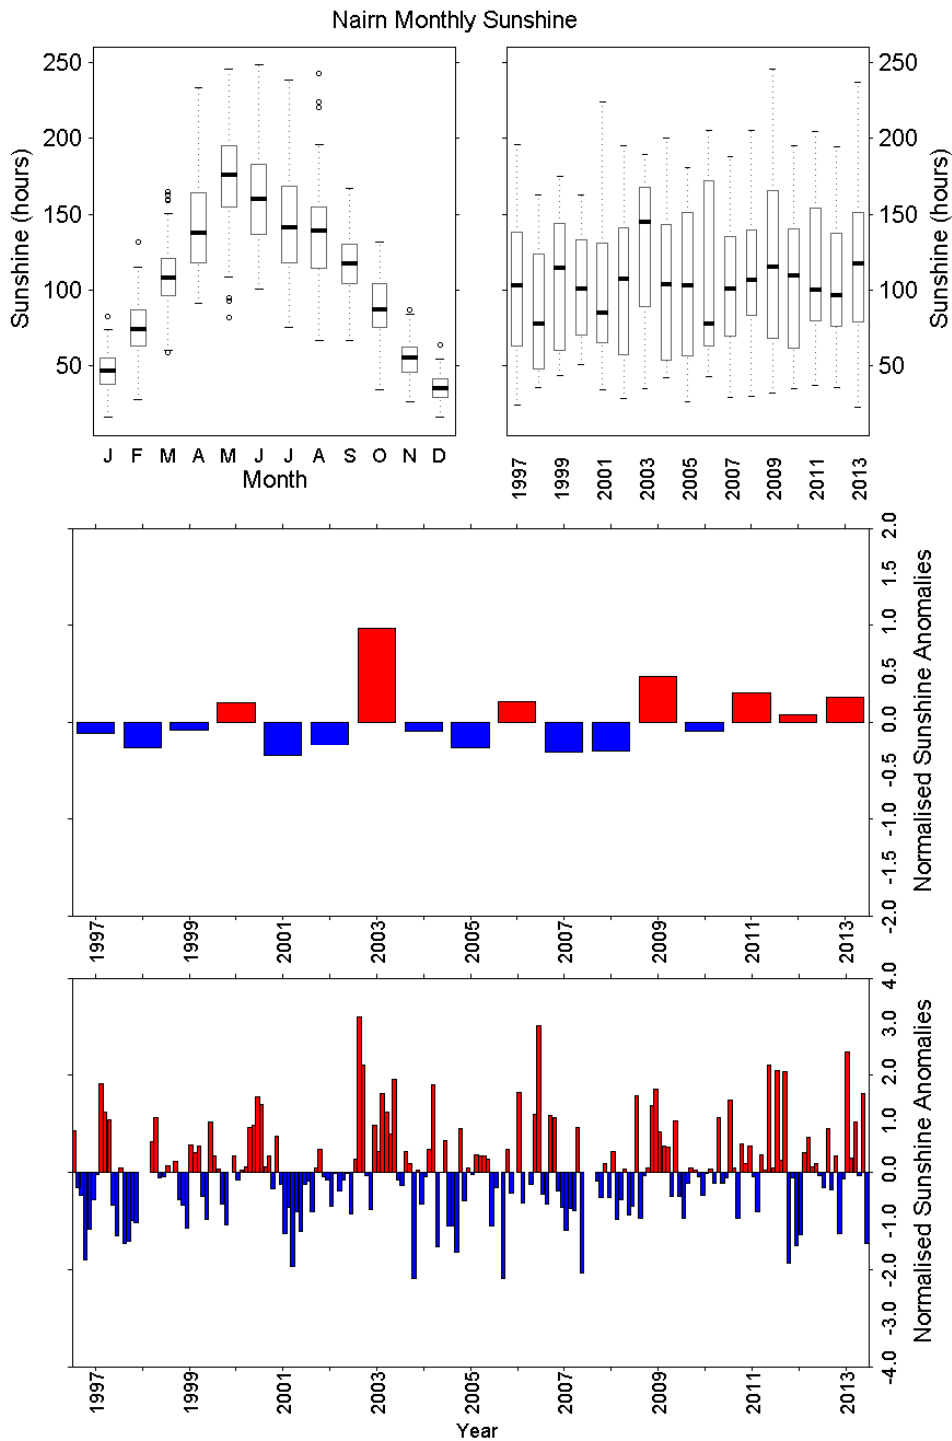 Nairn Monthly Sunshine
250
200
150
100
50
Sunshine (hours)
J F M A M J J A S O N D
Month
250
200
150
100
50
Sunshine (hours)
1997 1999 2001 2003 2005 2007 2009 2011 2013
2.0
1.5
1.0
0.5
0.0
-0.5
-1.0
-1.5
-2.0
Normalised Sunshine Anomalies
1997 1999 2001 2003 2005 2007 2009 2011 2013
4.0
3.0
2.0
1.0
0.0
-1.0
-2.0
-3.0
-4.0
Normalised Sunshine Anomalies
1997 1999 2001 2003 2005 2007 2009 2011 2013
Year